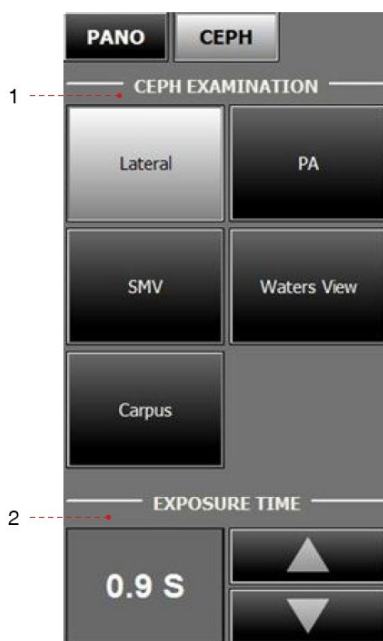 PANO CEPH
1 CEPH EXAMINATION
Lateral PA
SMV Waters View
Carpus
2 EXPOSURE TIME
0.9 S